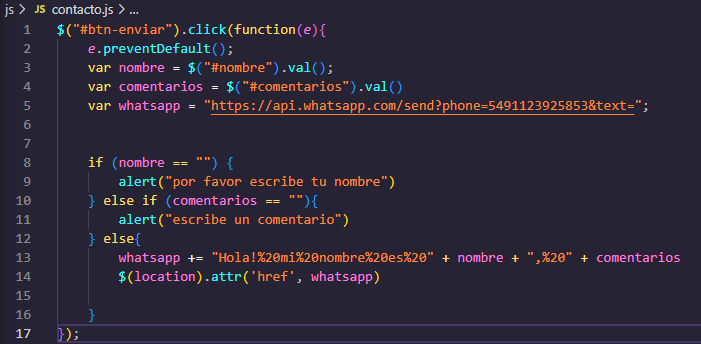 js > JS contacto.js > ...
1 $("#btn-enviar").click(function(e){
2 e.preventDefault();
3 var nombre = $("#nombre").val();
4 var comentarios = $("#comentarios").val()
5 var whatsapp = "https://api.whatsapp.com/send?phone=5491123925853&text=";
6
7
8 if (nombre == "") {
9 alert("por favor escribe tu nombre")
10 } else if (comentarios == ""){
11 alert("escribe un comentario")
12 } else{
13 whatsapp += "Hola!%20mi%20nombre%20es%20" + nombre + ",%20" + comentarios
14 $(location).attr('href', whatsapp)
15
16 }
17 });